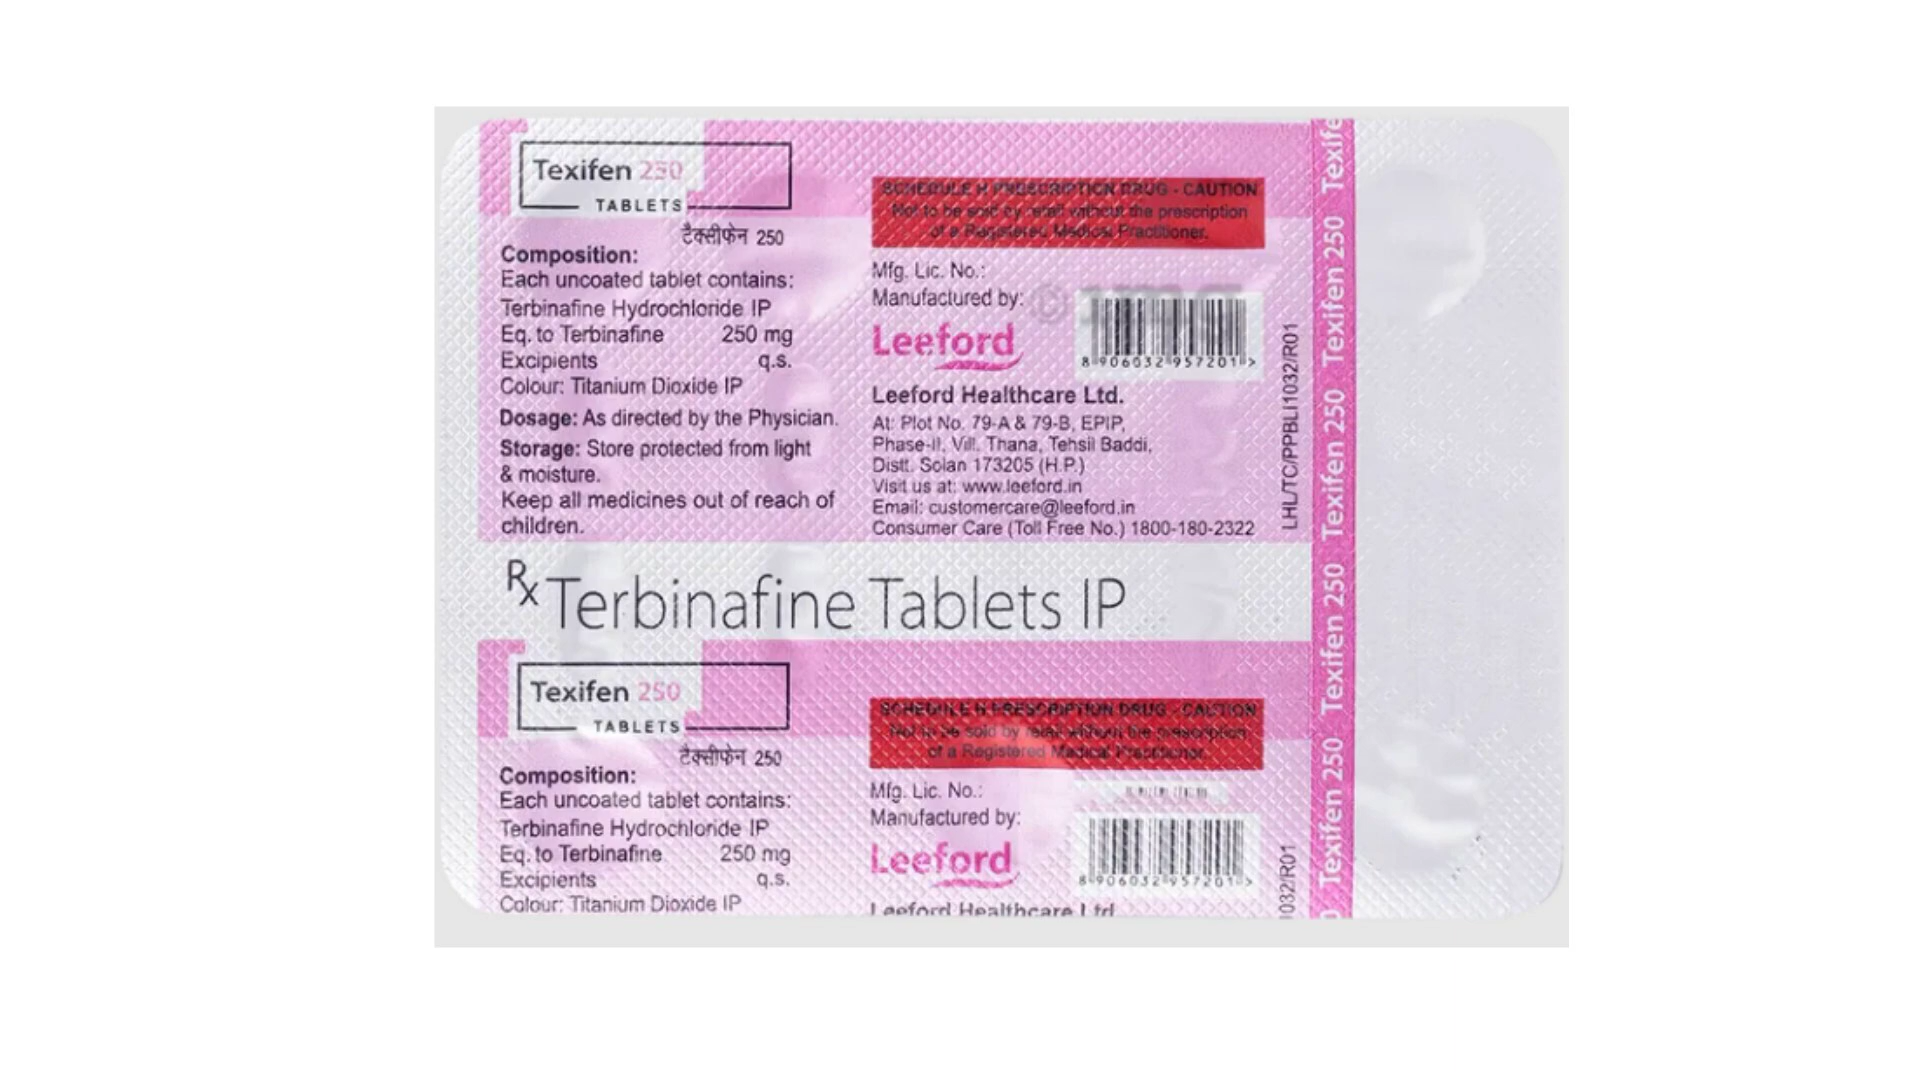 Texifen 250
TABLETS
टैक्सीफेन 250
Composition:
Each uncoated tablet contains:
Terbinafine Hydrochloride IP
Eq. to Terbinafine 250 mg
Excipients q.s.
Colour: Titanium Dioxide IP
Dosage: As directed by the Physician.
Storage: Store protected from light
& moisture.
Keep all medicines out of reach of
children.
SCHEDULE H PRESCRIPTION DRUG - CAUTION
Not to be sold by retail without the prescription
of a Registered Medical Practitioner.
Mfg. Lic. No.:
Manufactured by:
Leeford
8 906032 957201 >
Leeford Healthcare Ltd.
At: Plot No. 79-A & 79-B, EPIP,
Phase-II, Vill. Thana, Tehsil Baddi,
Distt. Solan 173205 (H.P.)
Visit us at: www.leeford.in
Email: customercare@leeford.in
Consumer Care (Toll Free No.) 1800-180-2322
LHL/TC/PPBLI1032/R01
Rx Terbinafine Tablets IP
Texifen 250
TABLETS
टैक्सीफेन 250
Composition:
Each uncoated tablet contains:
Terbinafine Hydrochloride IP
Eq. to Terbinafine 250 mg
Excipients q.s.
Colour: Titanium Dioxide IP
SCHEDULE H PRESCRIPTION DRUG - CAUTION
Not to be sold by retail without the prescription
of a Registered Medical Practitioner.
Mfg. Lic. No.:
Manufactured by:
Leeford
8 906032 957201 >
Leeford Healthcare Ltd.
1032/R01
0 Texifen 250 Texifen 250 Texifen 250 Texifen 250 Texife